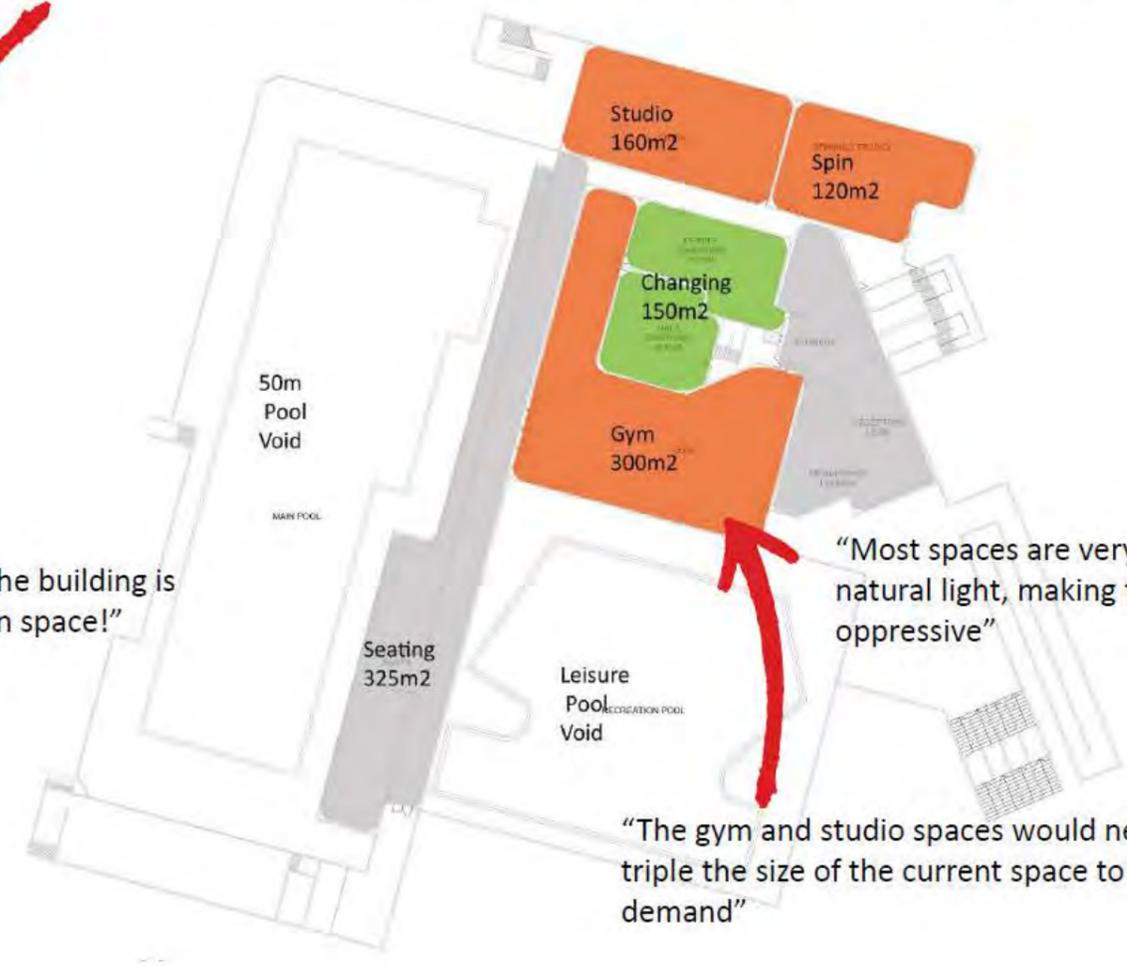 Studio
160m2
Spin
120m2
Changing
150m2
50m
Pool
Void
Gym
300m2
MAIN POOL
“Most spaces are very
natural light, making
oppressive”
he building is
n space!”
Seating
325m2
Leisure
Pool
RECREATION POOL
Void
“The gym and studio spaces would ne
triple the size of the current space to
demand”